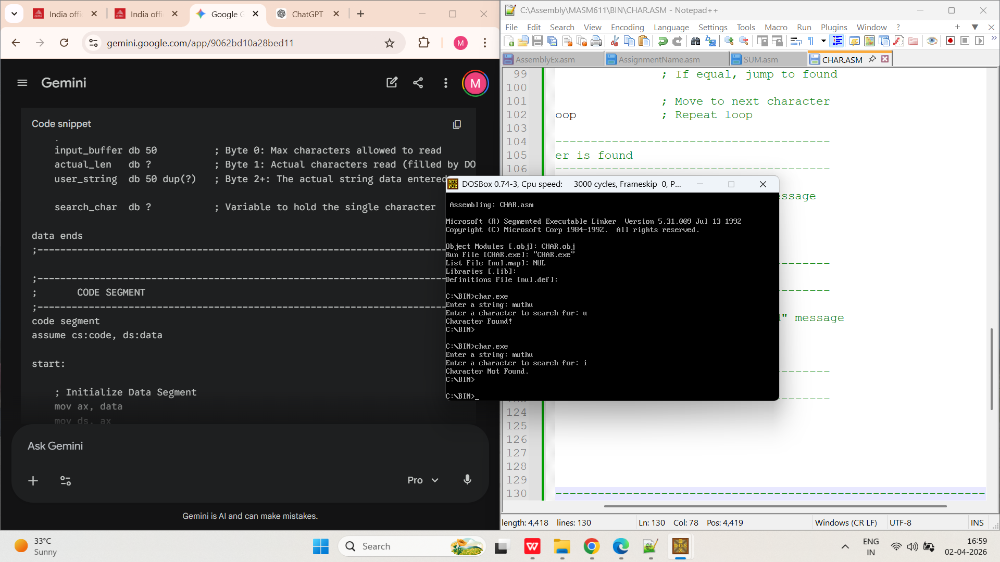 India offi
India offi
Google G
ChatGPT
gemini.google.com/app/9062bd10a28bed11
M
Gemini
M
Code snippet
input_buffer db 50 ; Byte 0: Max characters allowed to read
actual_len db ? ; Byte 1: Actual characters read (filled by DO
user_string db 50 dup(?) ; Byte 2+: The actual string data entered
search_char db ? ; Variable to hold the single character
data ends
;------------------------------------------------------------------------
;------------------------------------------------------------------------
; CODE SEGMENT
;------------------------------------------------------------------------
code segment
assume cs:code, ds:data
start:
; Initialize Data Segment
mov ax, data
mov ds, ax
Ask Gemini
Pro
Gemini is AI and can make mistakes.
C:\Assembly\MASM611\BIN\CHAR.ASM - Notepad++
File Edit Search View Encoding Language Settings Tools Macro Run Plugins Window ?
AssemblyEx.asm
AssignmentName.asm
SUM.asm
CHAR.ASM
99 ; If equal, jump to found
100
101 ; Move to next character
102 oop ; Repeat loop
103
104 ---------------------------------------
105 er is found
106 ---------------------------------------
ssage
" message
124
125
126
127
128
129
130 -------------------------------------------------------------
length: 4,418 lines: 130
Ln: 130 Col: 78 Pos: 4,419
Windows (CR LF)
UTF-8
INS
DOSBox 0.74-3, Cpu speed: 3000 cycles, Frameskip 0, P...
Assembling: CHAR.asm
Microsoft (R) Segmented Executable Linker Version 5.31.009 Jul 13 1992
Copyright (C) Microsoft Corp 1984-1992. All rights reserved.
Object Modules [.obj]: CHAR.obj
Run File [CHAR.exe]: "CHAR.exe"
List File [nul.map]: NUL
Libraries [.lib]:
Definitions File [nul.def]:
C:\BIN>char.exe
Enter a string: muthu
Enter a character to search for: u
Character Found!
C:\BIN>
C:\BIN>char.exe
Enter a string: muthu
Enter a character to search for: i
Character Not Found.
C:\BIN>
C:\BIN>_
33°C
Sunny
Search
ENG
IN
16:59
02-04-2026